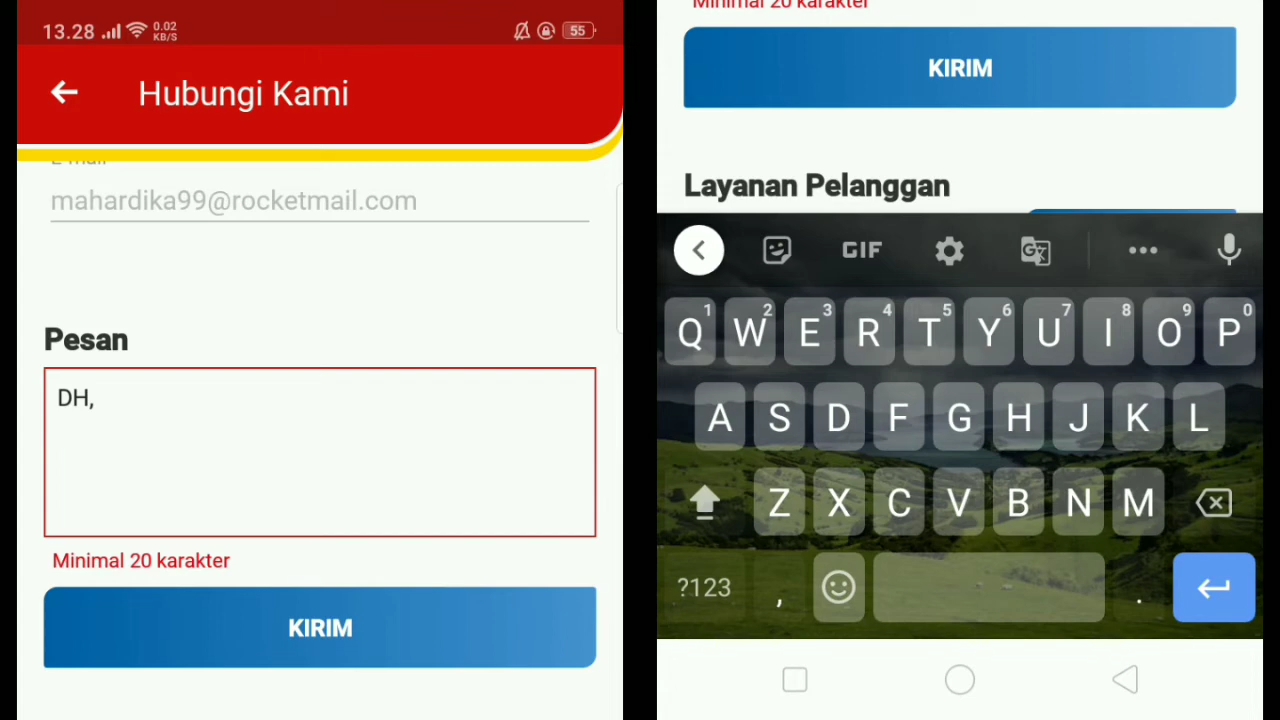 13.28
0.02
KB/S
55
Hubungi Kami
E-mail
mahardika99@rocketmail.com
Pesan
DH,
Minimal 20 karakter
KIRIM
Minimal 20 karakter
KIRIM
Layanan Pelanggan
GIF
G
1 2 3 4 5 6 7 8 9 0
Q W E R T Y U I O P
A S D F G H J K L
Z X C V B N M
?123 , .